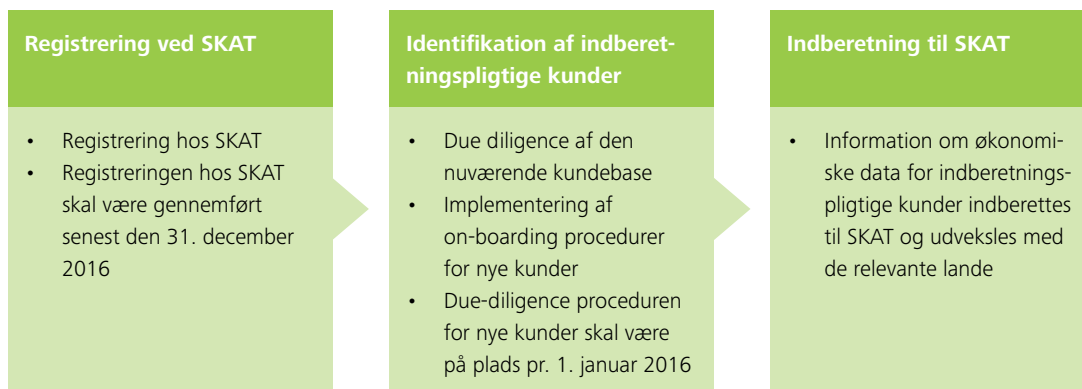 Registrering ved SKAT
• Registrering hos SKAT
• Registreringen hos SKAT
skal være gennemført
senest den 31. december
2016
Identifikation af indberet-
ningspligtige kunder
• Due diligence af den
nuværende kundebase
• Implementering af
on-boarding procedurer
for nye kunder
• Due-diligence proceduren
for nye kunder skal være
på plads pr. 1. januar 2016
Indberetning til SKAT
• Information om økonomi-
ske data for indberetnings-
pligtige kunder indberettes
til SKAT og udveksles med
de relevante lande